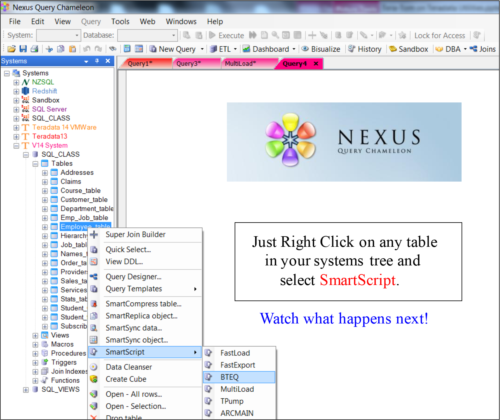 Nexus Query Chameleon
File Edit View Query Tools Web Windows Help
System: Database: Execute Lock for Access
New Query ETL Dashboard Bisualize History Sandbox DBA Joins
Systems
Query1* Query3* MultiLoad* Query4 x
Systems
NZSQL
Redshift
Sandbox
SQL Server
SQL_CLASS
Teradata 14 VMWare
Teradata13
V14 System
SQL_CLASS
Tables
Addresses
Claims
Course_table
Customer_table
Department_table
Emp_Job_table
Employee_table
Hierarch
Job_tabl
Names_
Order_ta
Provider
Sales_ta
Services
Stats_ta
Student_
Student_
Subscrib
Views
Macros
Procedures
Triggers
Join Indexes
Functions
SQL_VIEWS
Super Join Builder
Quick Select...
View DDL...
Query Designer...
Query Templates
SmartCompress table...
SmartReplica object...
SmartSync data...
SmartSync object...
SmartScript
Data Cleanser
Create Cube
Open - All rows...
Open - Selection...
Drop table
FastLoad
FastExport
BTEQ
MultiLoad
TPump
ARCMAIN
NEXUS
QUERY CHAMELEON
Just Right Click on any table
in your systems tree and
select SmartScript.
Watch what happens next!